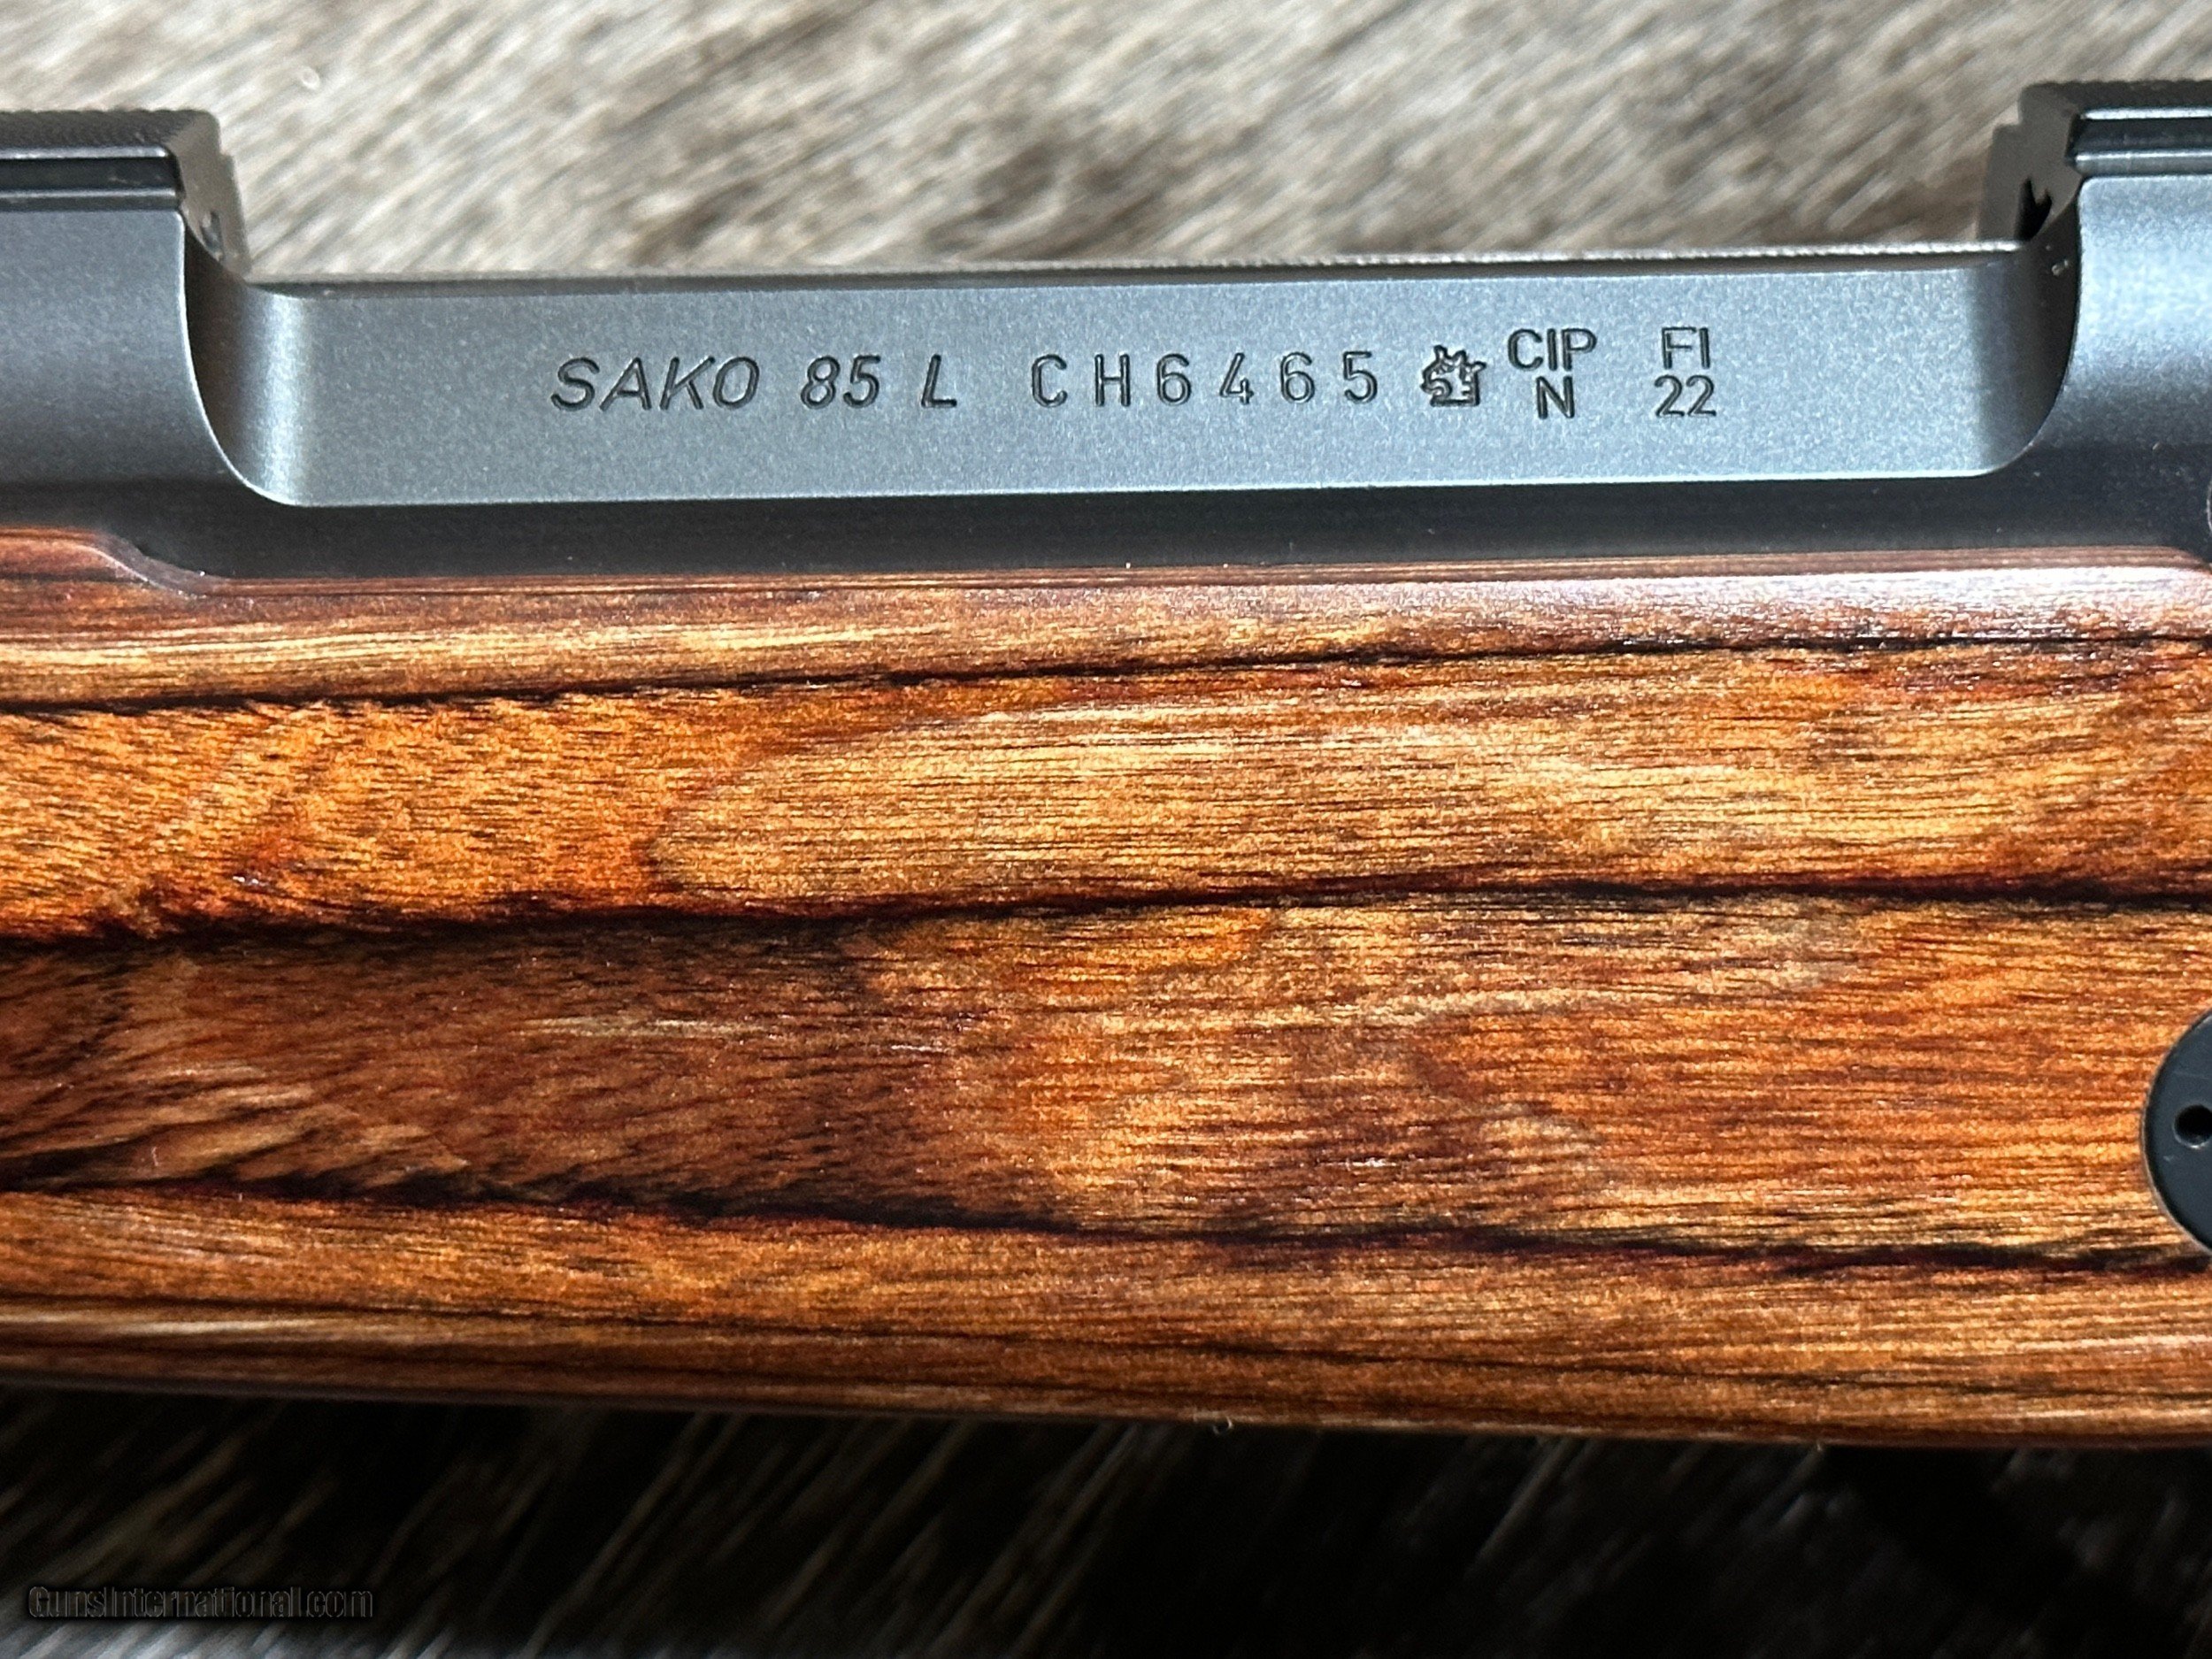 SAKO 85 L CH6465 CIP FI
N 22
GunsInternational.com